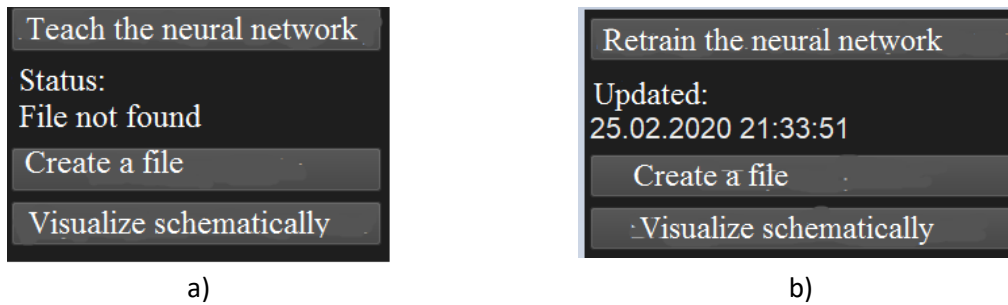 Teach the neural network
Status:
File not found
Create a file
Visualize schematically
a)
Retrain the neural network
Updated:
25.02.2020 21:33:51
Create a file
Visualize schematically
b)